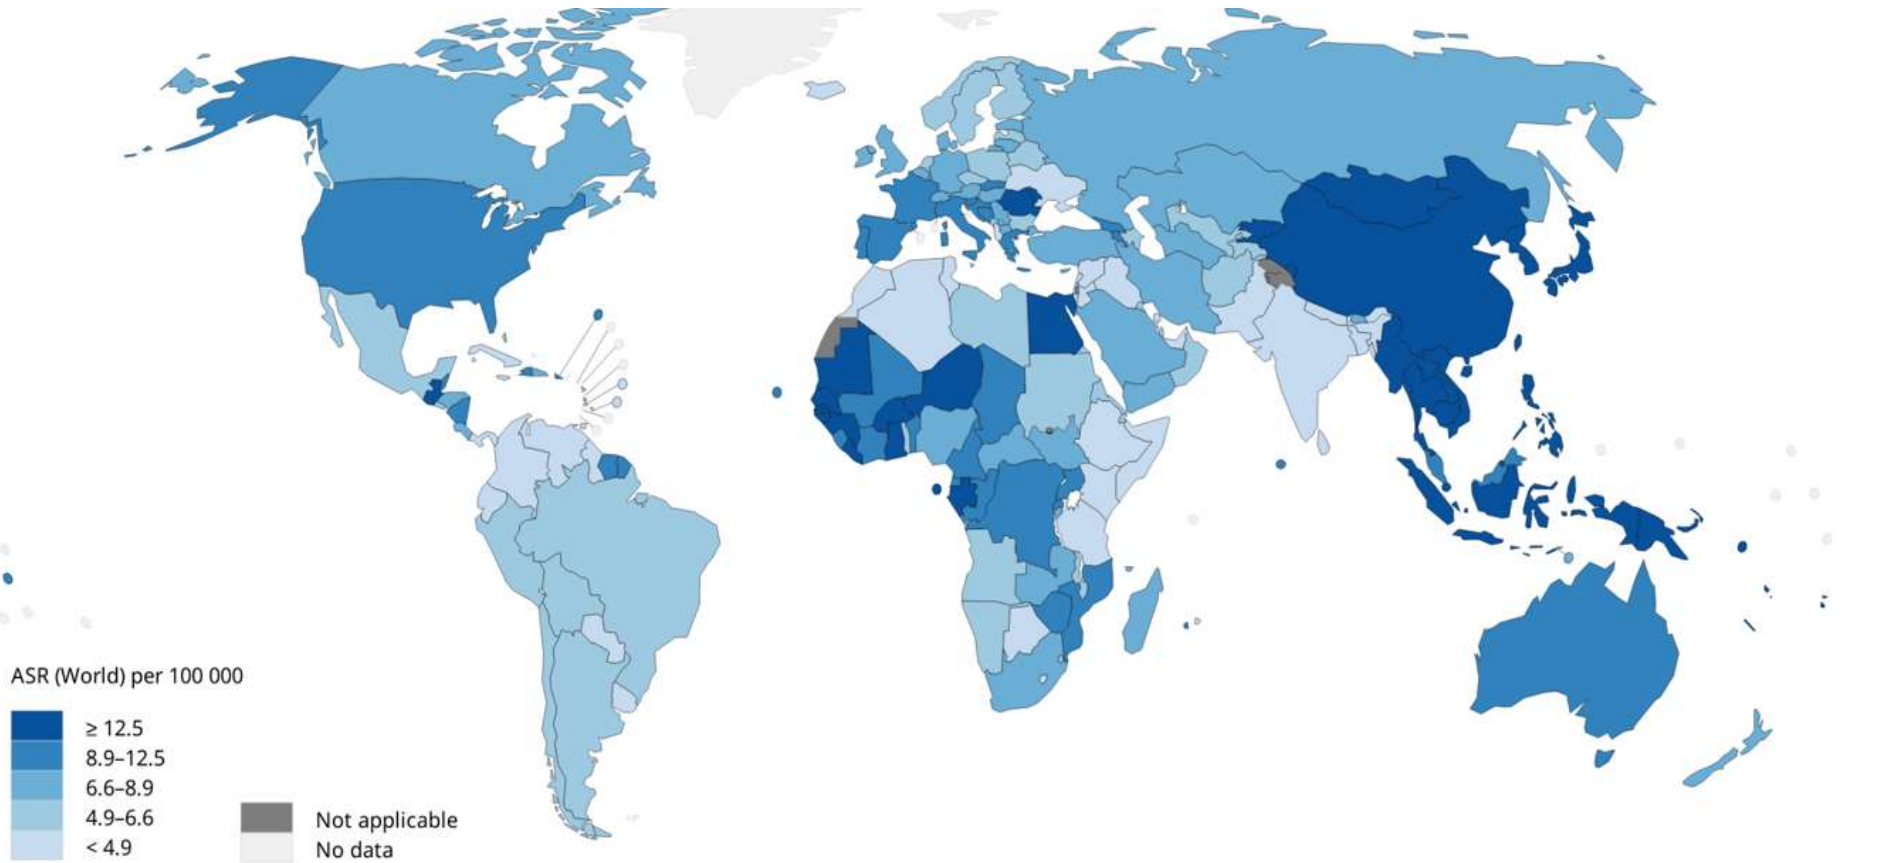 ASR (World) per 100 000
≥ 12.5
8.9–12.5
6.6–8.9
4.9–6.6
< 4.9
Not applicable
No data